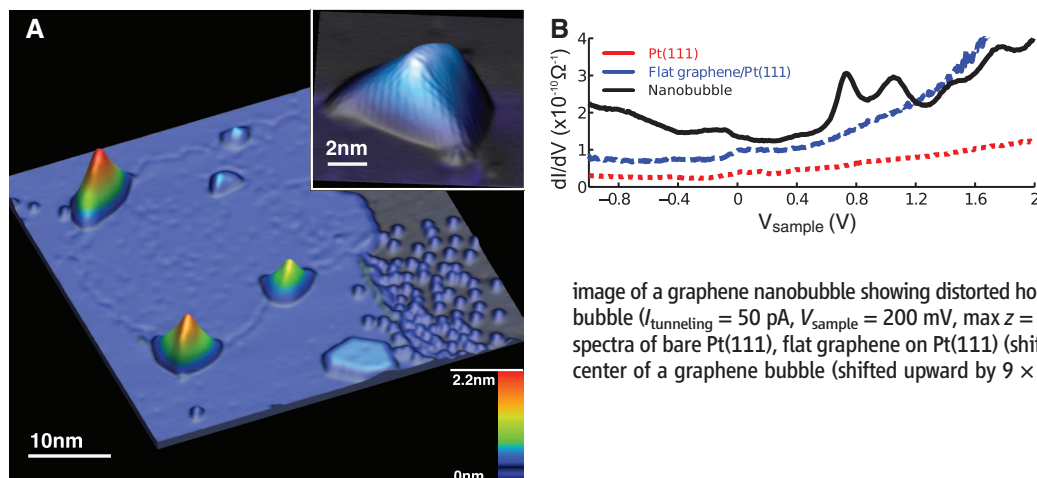 A
2nm
2.2nm
0nm
10nm
B
Pt(111)
Flat graphene/Pt(111)
Nanobubble
dI/dV (x10⁻¹⁰Ω⁻¹)
4
3
2
1
0
−0.8 −0.4 0 0.4 0.8 1.2 1.6 2
V_sample (V)
image of a graphene nanobubble showing distorted ho
bubble (I_tunneling = 50 pA, V_sample = 200 mV, max z =
spectra of bare Pt(111), flat graphene on Pt(111) (shif
center of a graphene bubble (shifted upward by 9 ×